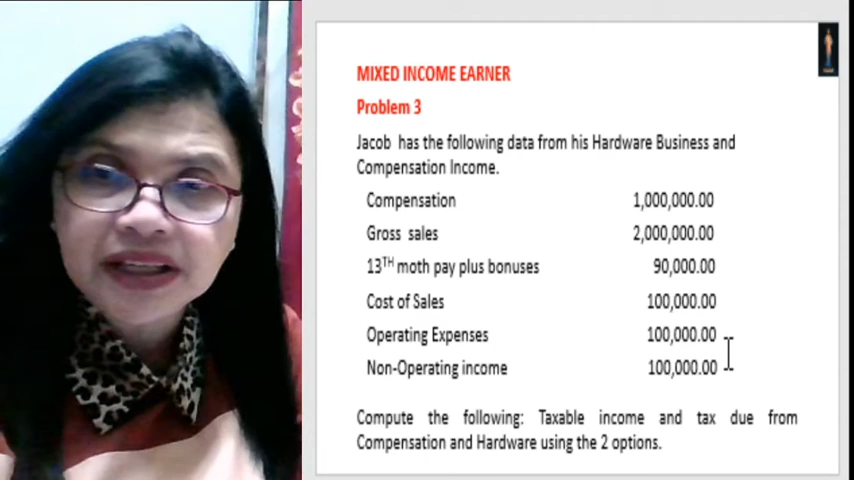 MIXED INCOME EARNER
Problem 3
Jacob has the following data from his Hardware Business and
Compensation Income.
Compensation 1,000,000.00
Gross sales 2,000,000.00
13TH moth pay plus bonuses 90,000.00
Cost of Sales 100,000.00
Operating Expenses 100,000.00
Non-Operating income 100,000.00
Compute the following: Taxable income and tax due from
Compensation and Hardware using the 2 options.